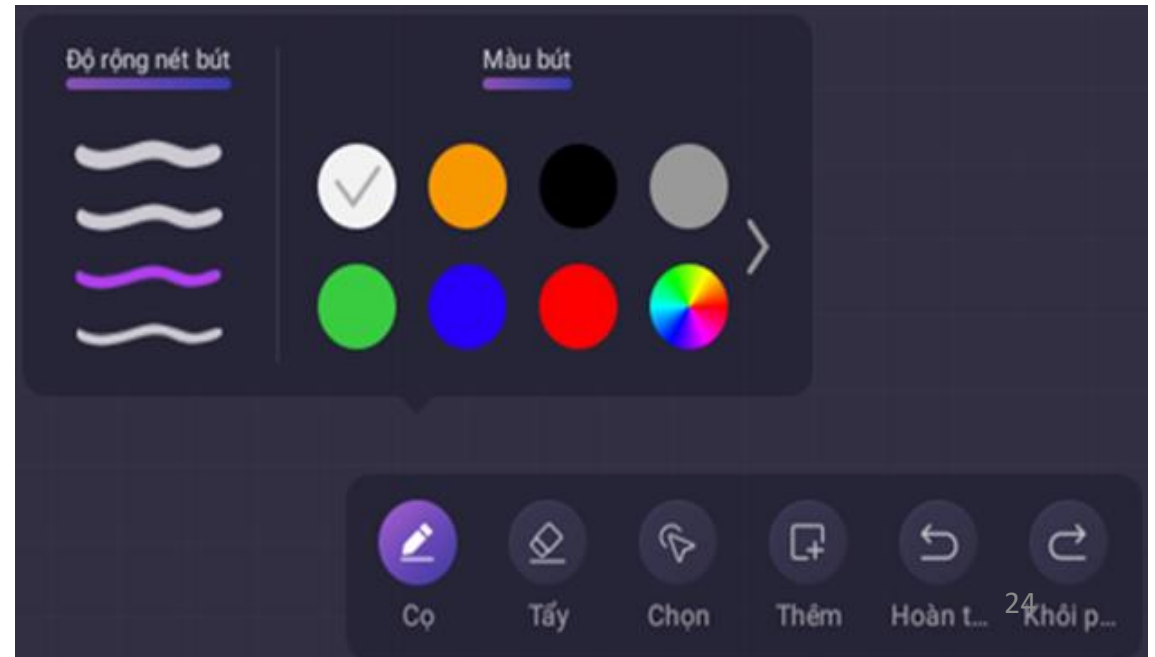 Độ rộng nét bút
Màu bút
Cọ
Tẩy
Chọn
Thêm
Hoàn t...
Khôi p...
24